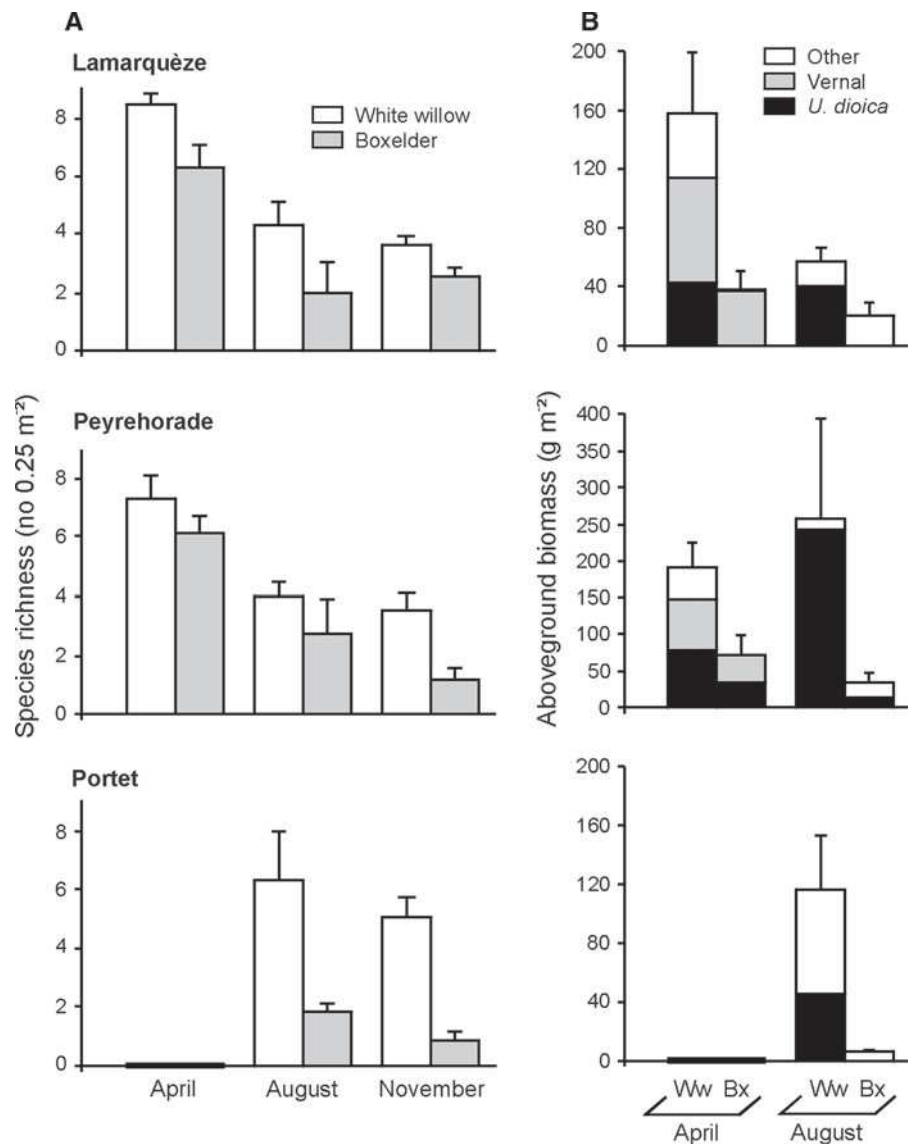 A
B
Lamarquèze
White willow
Boxelder
8
6
4
2
0
200
160
120
80
40
0
Other
Vernal
U. dioica
Peyrehorade
8
6
4
2
0
400
350
300
250
200
150
100
50
0
Species richness (no 0.25 m⁻²)
Aboveground biomass (g m⁻²)
Portet
8
6
4
2
0
April
August
November
200
160
120
80
40
0
Ww Bx
Ww Bx
April
August